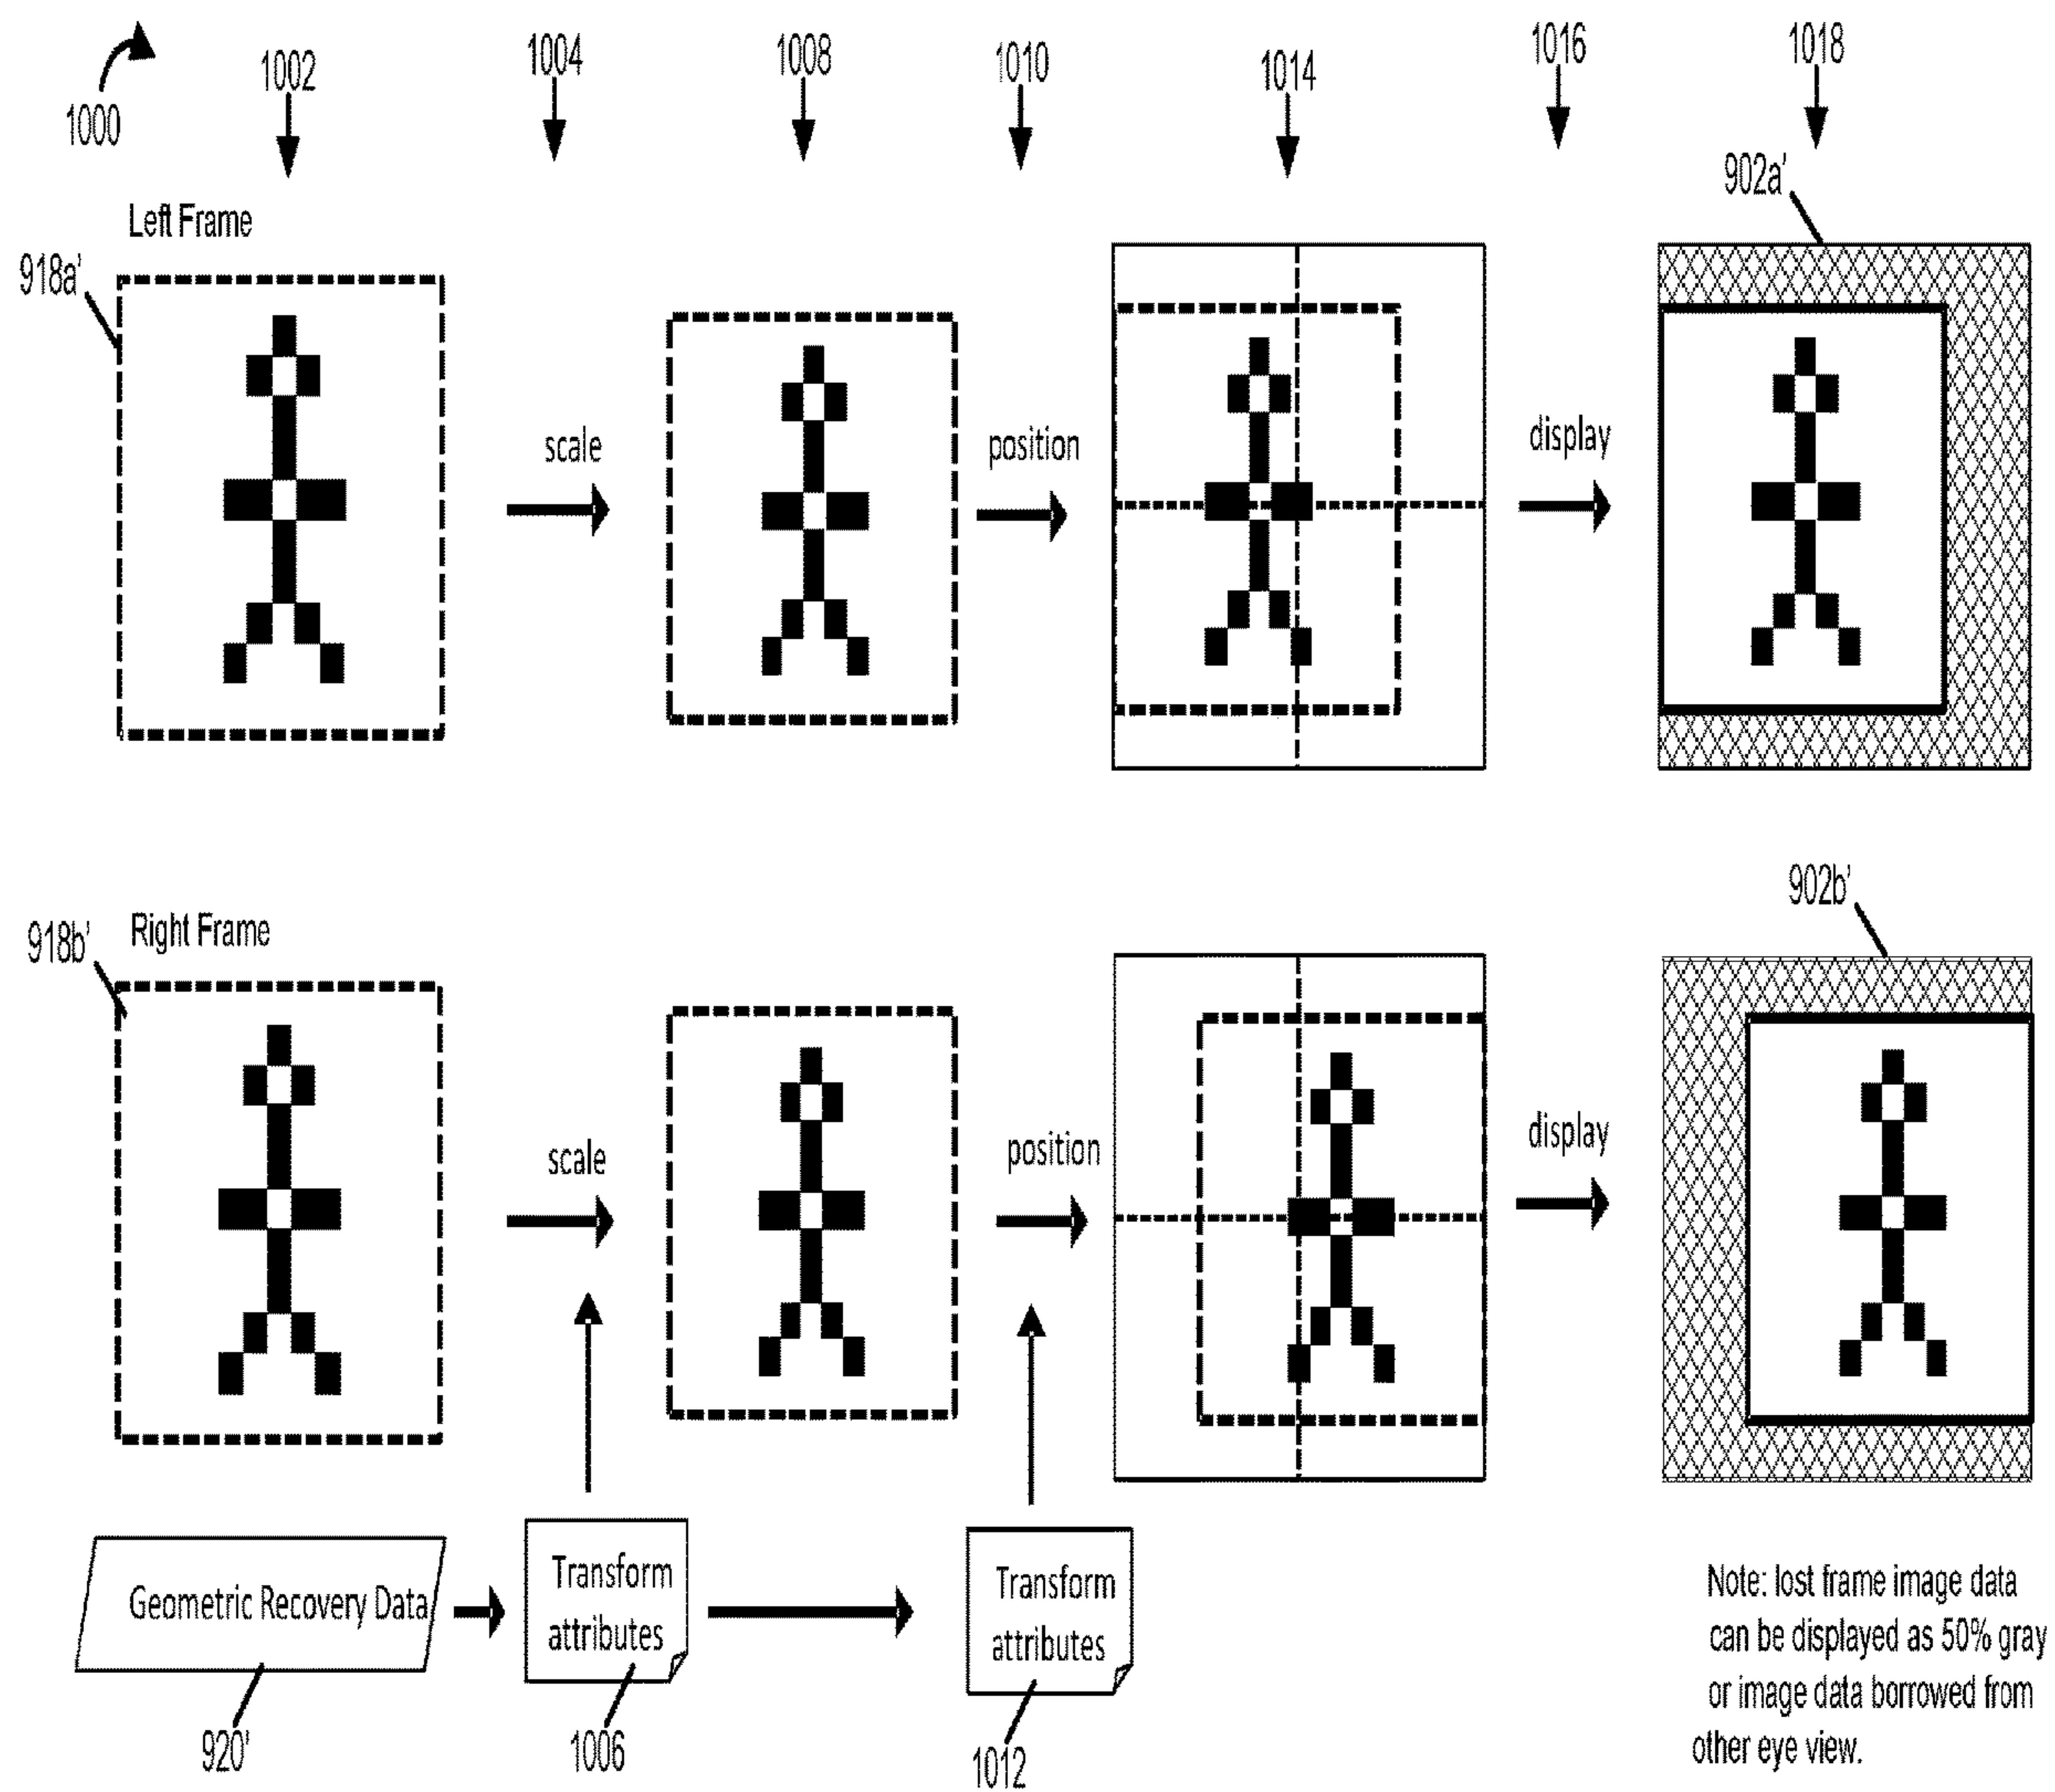 1000
1002
1004
1008
1010
1014
1016
1018
902a'
Left Frame
918a'
scale
position
display
902b'
Right Frame
918b'
scale
position
display
Geometric Recovery Data
Transform
attributes
Transform
attributes
920'
1006
1012
Note: lost frame image data
can be displayed as 50% gray
or image data borrowed from
other eye view.